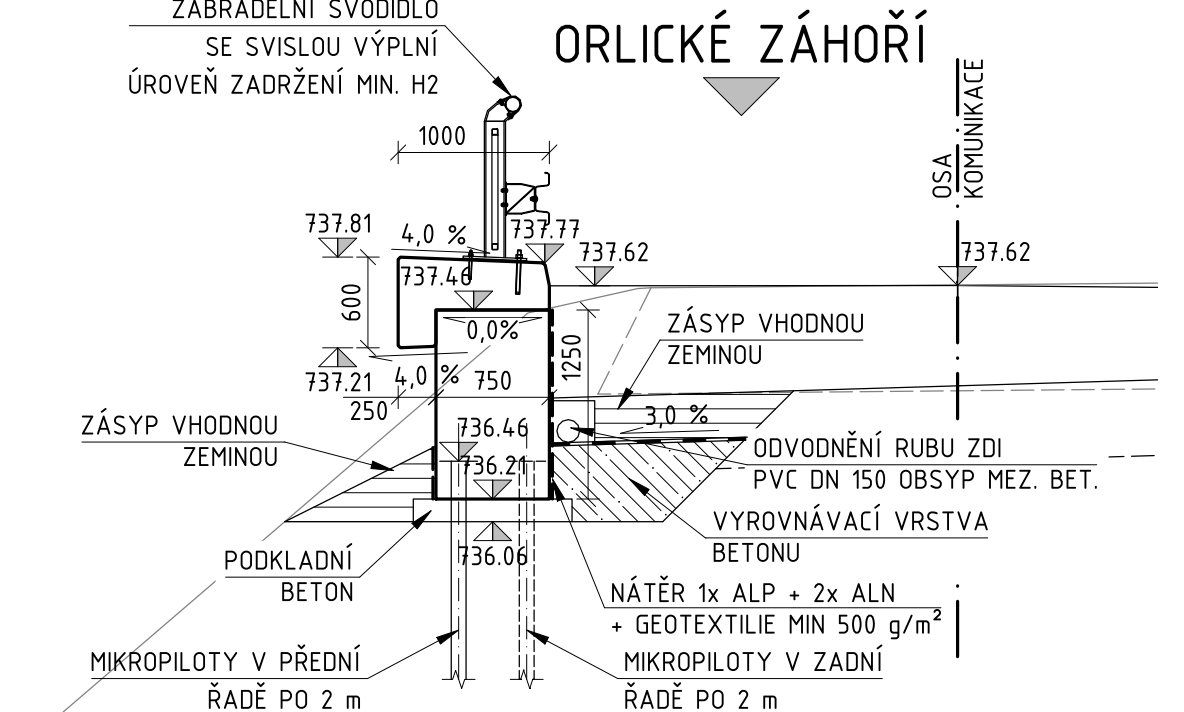 ZÁBRADELNÍ SVODIDLO
SE SVISLOU VÝPLNÍ
ÚROVEŇ ZADRŽENÍ MIN. H2
ORLICKÉ ZÁHOŘÍ
OSA
KOMUNIKACE
1000
737.81
4,0 %
737.77
737.62
737.62
737.46
600
0,0%
1250
ZÁSYP VHODNOU
ZEMINOU
737.21
4,0 %
750
250
3,0 %
ZÁSYP VHODNOU
ZEMINOU
736.46
736.21
ODVODNĚNÍ RUBU ZDI
PVC DN 150 OBSYP MEZ. BET.
VYROVNÁVACÍ VRSTVA
BETONU
736.06
PODKLADNÍ
BETON
NÁTĚR 1x ALP + 2x ALN
+ GEOTEXTILIE MIN 500 g/m²
MIKROPILOTY V PŘEDNÍ
ŘADĚ PO 2 m
MIKROPILOTY V ZADNÍ
ŘADĚ PO 2 m